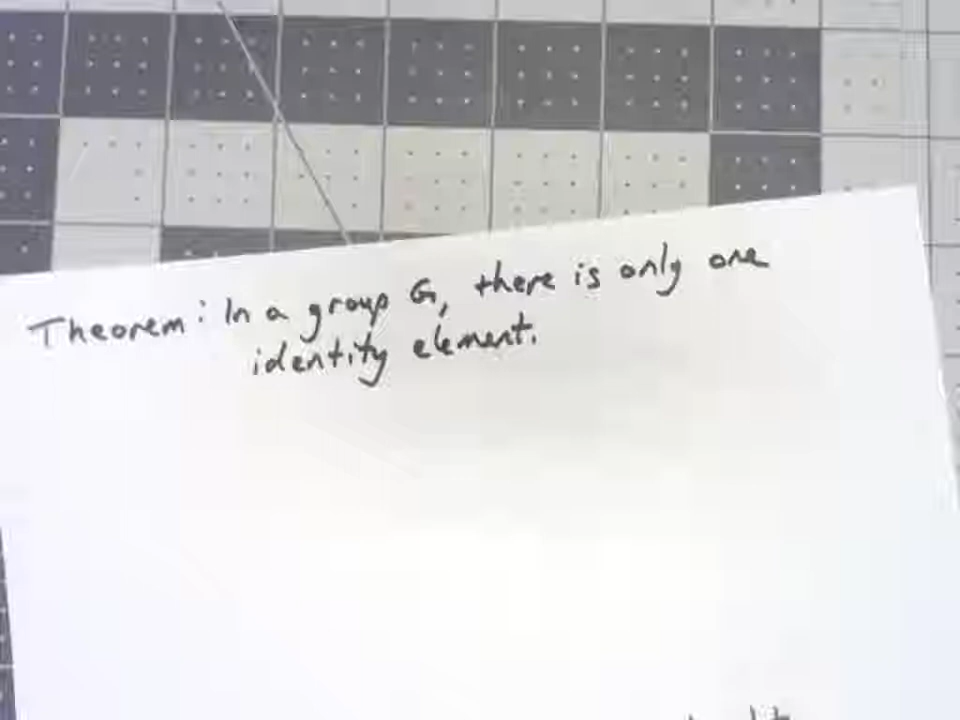 Theorem: In a group G, there is only one
identity element.